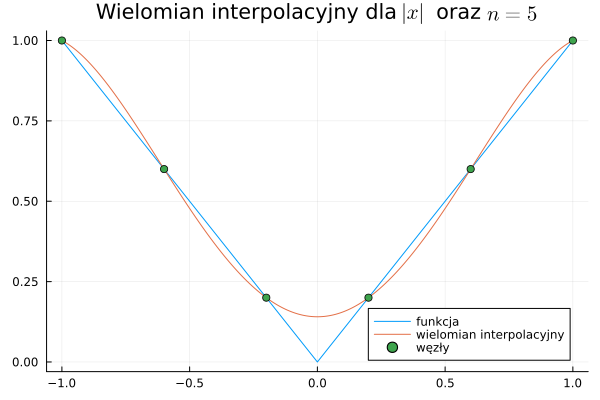 Wielomian interpolacyjny dla |x| oraz n = 5
1.00
0.75
0.50
0.25
0.00
funkcja
wielomian interpolacyjny
węzły
−1.0 −0.5 0.0 0.5 1.0